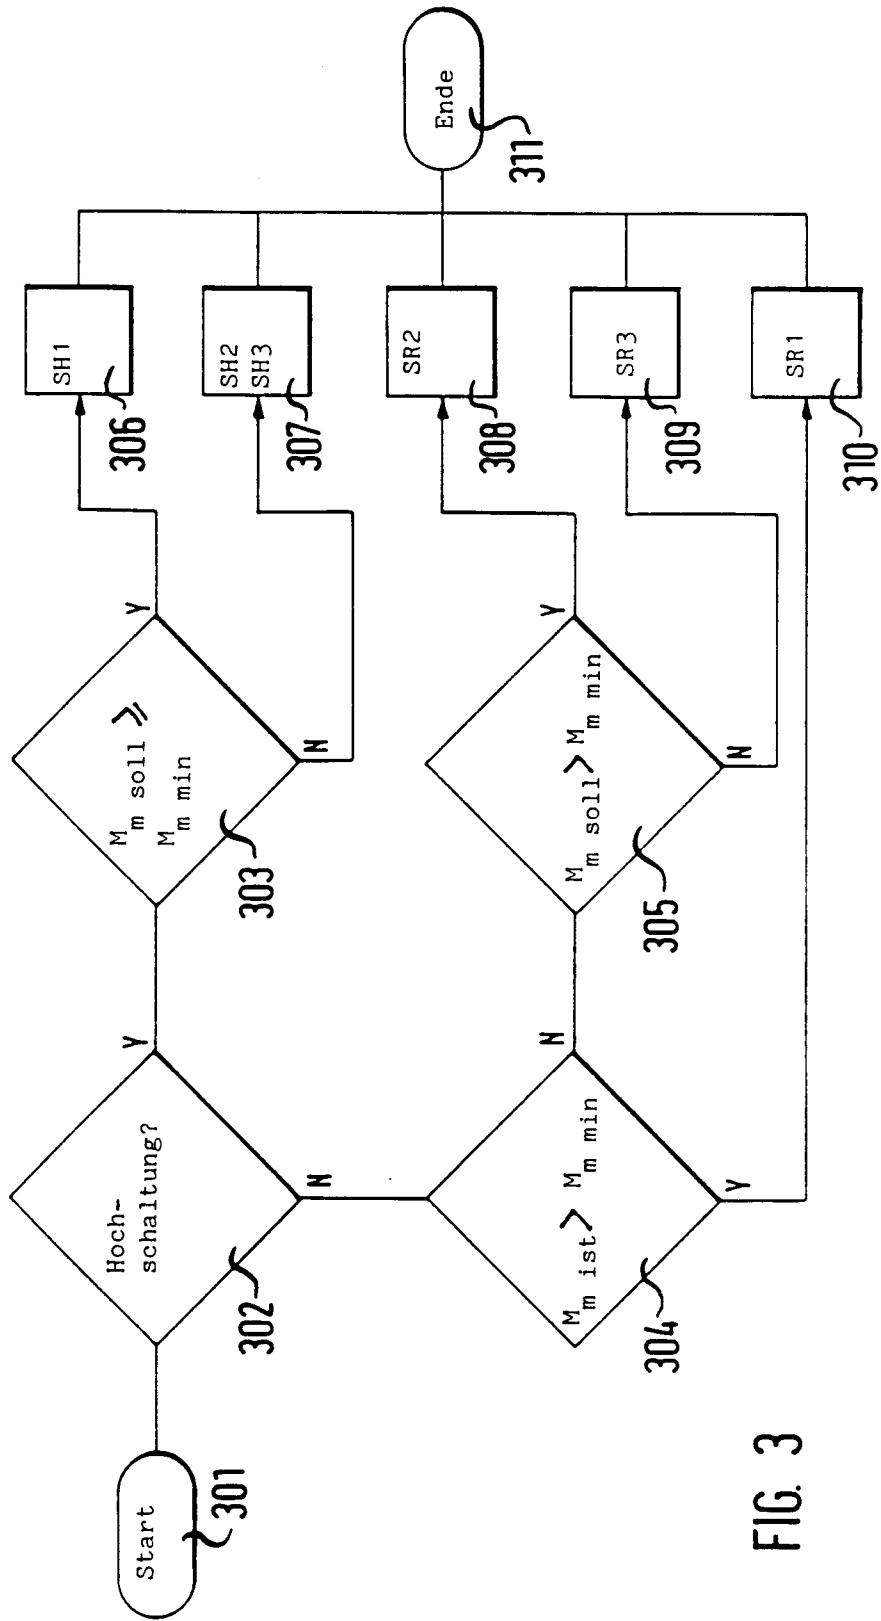 Start
301
Hoch-
schaltung?
302
Y
N
M_m soll ⩾
M_m min
303
Y
N
M_m ist > M_m min
304
N
Y
M_m soll > M_m min
305
Y
N
SH1
306
SH2
SH3
307
SR2
308
SR3
309
SR1
310
Ende
311
FIG. 3